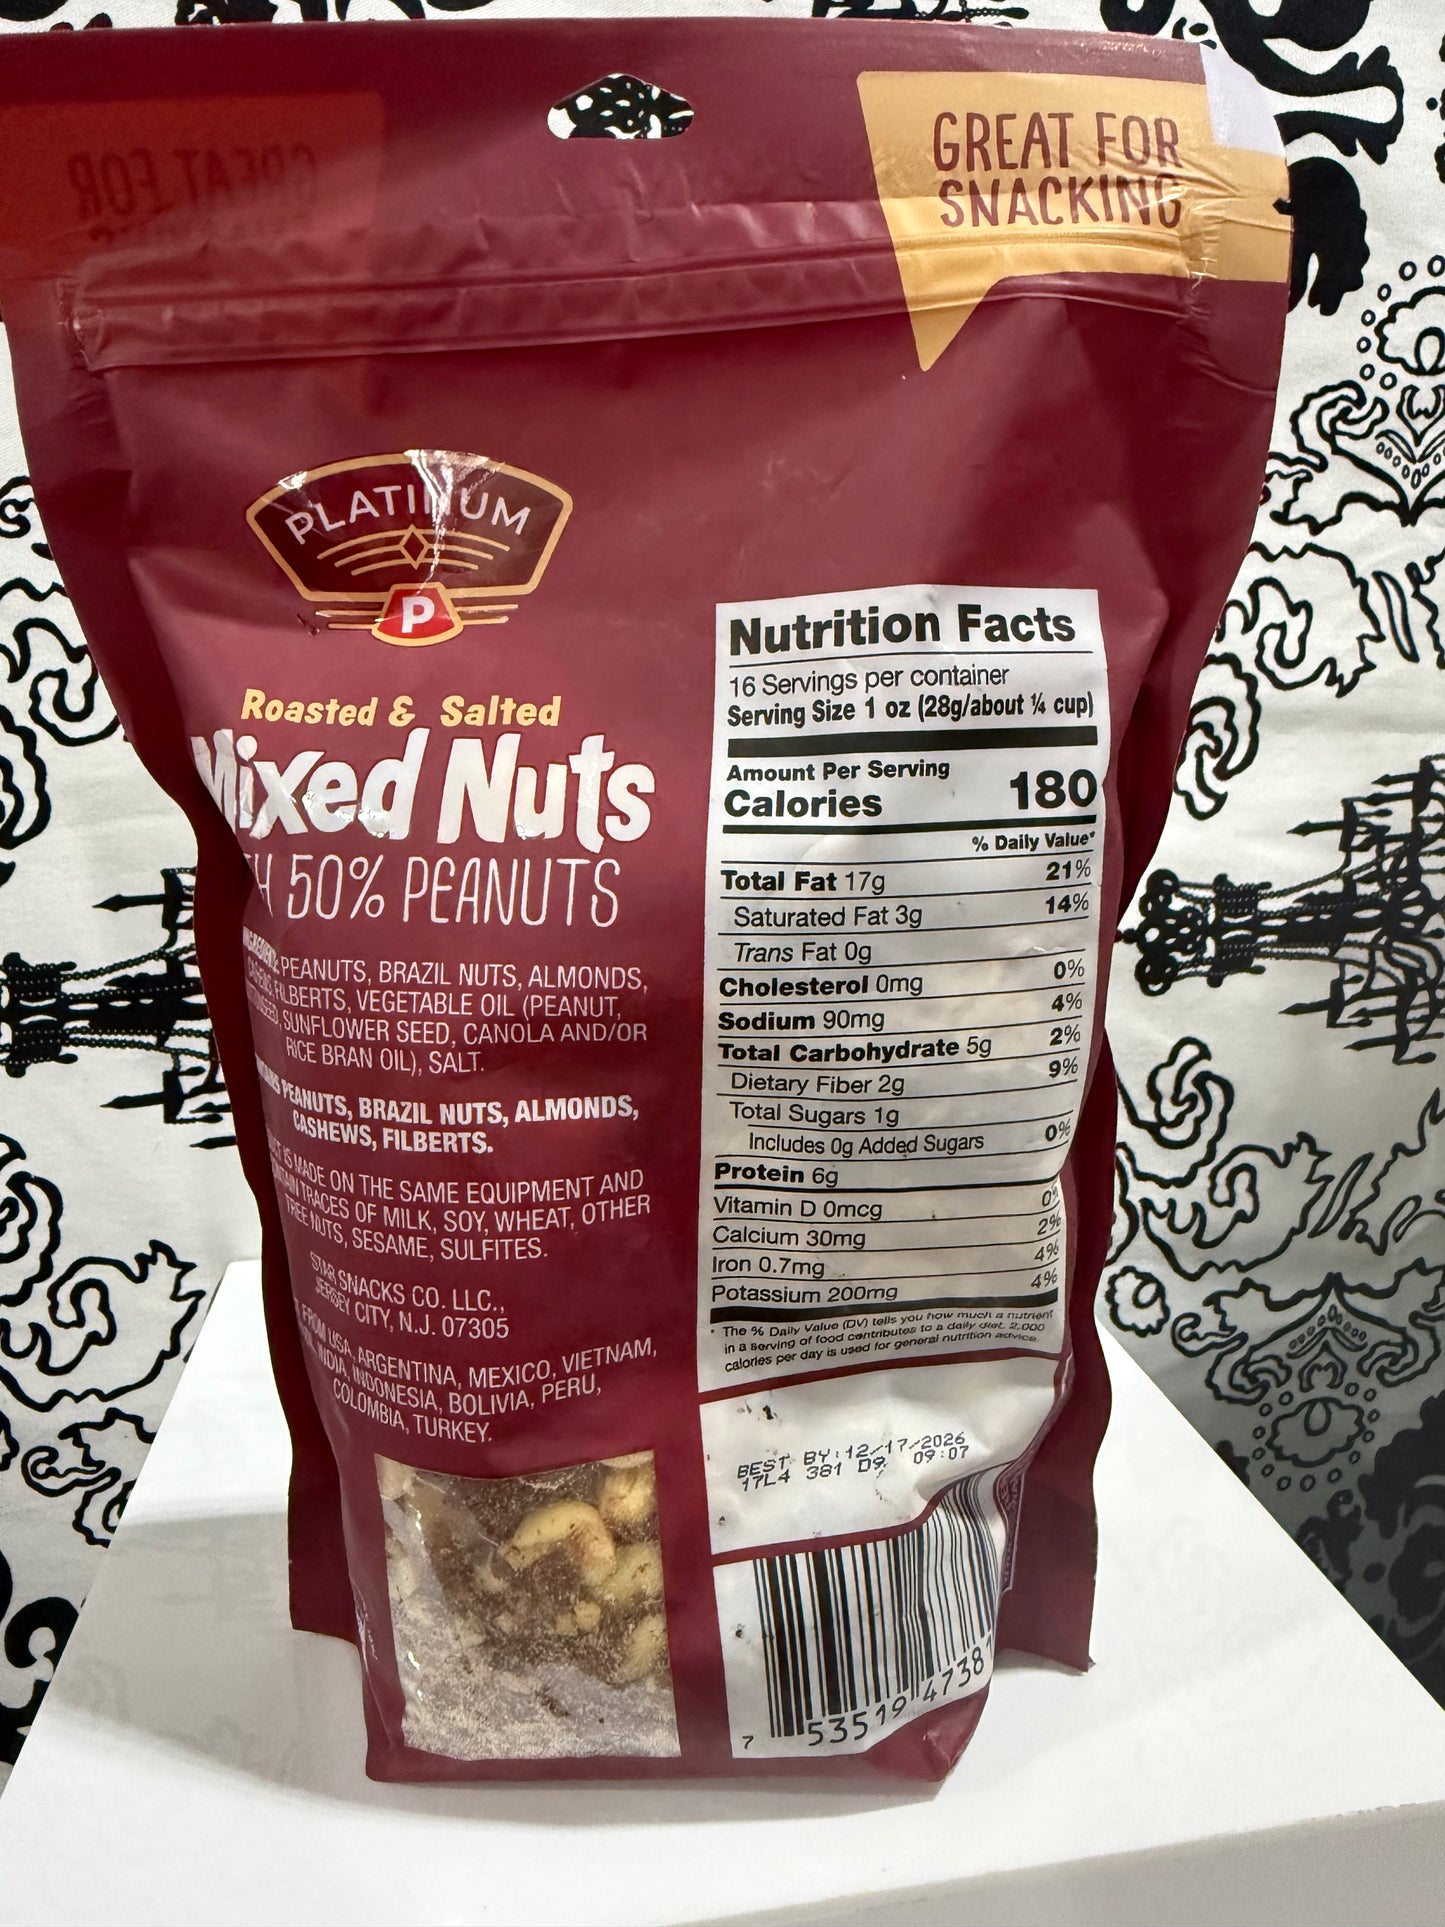 GREAT FOR
SNACKING
PLATINUM
P
Roasted & Salted
Mixed Nuts
50% PEANUTS
PEANUTS, BRAZIL NUTS, ALMONDS,
FILBERTS, VEGETABLE OIL (PEANUT,
SUNFLOWER SEED, CANOLA AND/OR
RICE BRAN OIL), SALT.
PEANUTS, BRAZIL NUTS, ALMONDS,
CASHEWS, FILBERTS.
IS MADE ON THE SAME EQUIPMENT AND
TRACES OF MILK, SOY, WHEAT, OTHER
TREE NUTS, SESAME, SULFITES.
STAR SNACKS CO. LLC.,
JERSEY CITY, N.J. 07305
FROM USA, ARGENTINA, MEXICO, VIETNAM,
INDIA, INDONESIA, BOLIVIA, PERU,
COLOMBIA, TURKEY.
Nutrition Facts
16 Servings per container
Serving Size 1 oz (28g/about ¼ cup)
Amount Per Serving
Calories 180
% Daily Value*
Total Fat 17g 21%
Saturated Fat 3g 14%
Trans Fat 0g
Cholesterol 0mg 0%
Sodium 90mg 4%
Total Carbohydrate 5g 2%
Dietary Fiber 2g 9%
Total Sugars 1g
Includes 0g Added Sugars 0%
Protein 6g
Vitamin D 0mcg 0%
Calcium 30mg 2%
Iron 0.7mg 4%
Potassium 200mg 4%
* The % Daily Value (DV) tells you how much a nutrient
in a serving of food contributes to a daily diet. 2,000
calories per day is used for general nutrition advice.
BEST BY:12/17/2026
17L4 381 D9 09:07
7 53519 47381